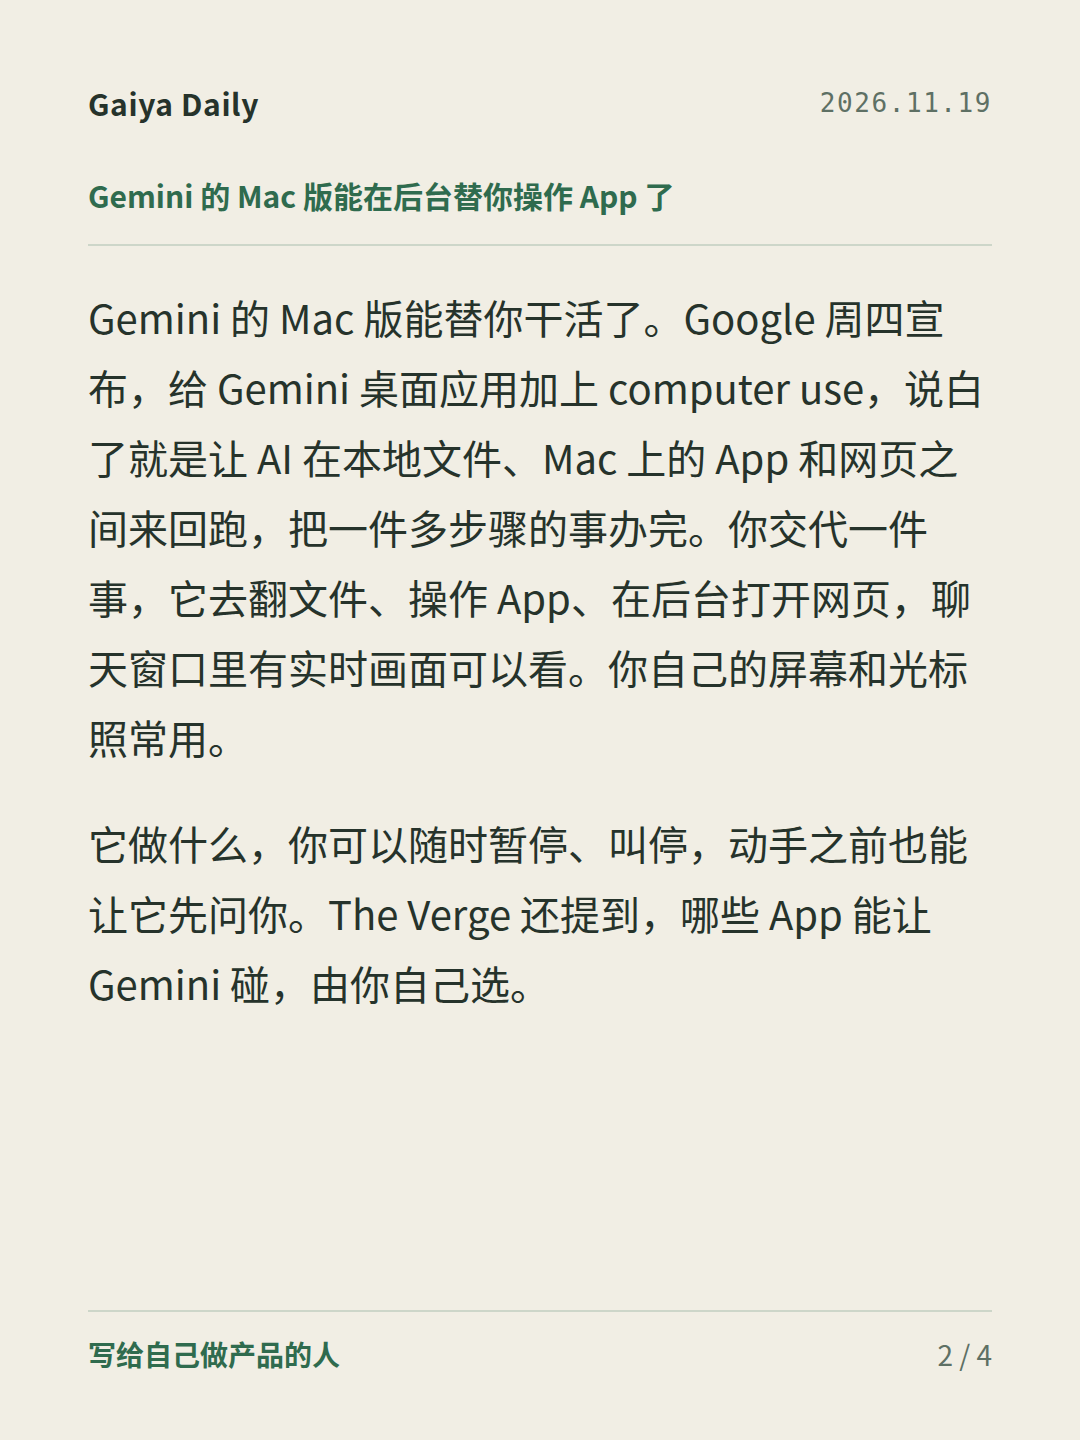 Gaiya Daily
2026.11.19
Gemini 的 Mac 版能在后台替你操作 App 了
Gemini 的 Mac 版能替你干活了。Google 周四宣
布，给 Gemini 桌面应用加上 computer use，说白
了就是让 AI 在本地文件、Mac 上的 App 和网页之
间来回跑，把一件多步骤的事办完。你交代一件
事，它去翻文件、操作 App、在后台打开网页，聊
天窗口里有实时画面可以看。你自己的屏幕和光标
照常用。
它做什么，你可以随时暂停、叫停，动手之前也能
让它先问你。The Verge 还提到，哪些 App 能让
Gemini 碰，由你自己选。
写给自己做产品的人
2 / 4